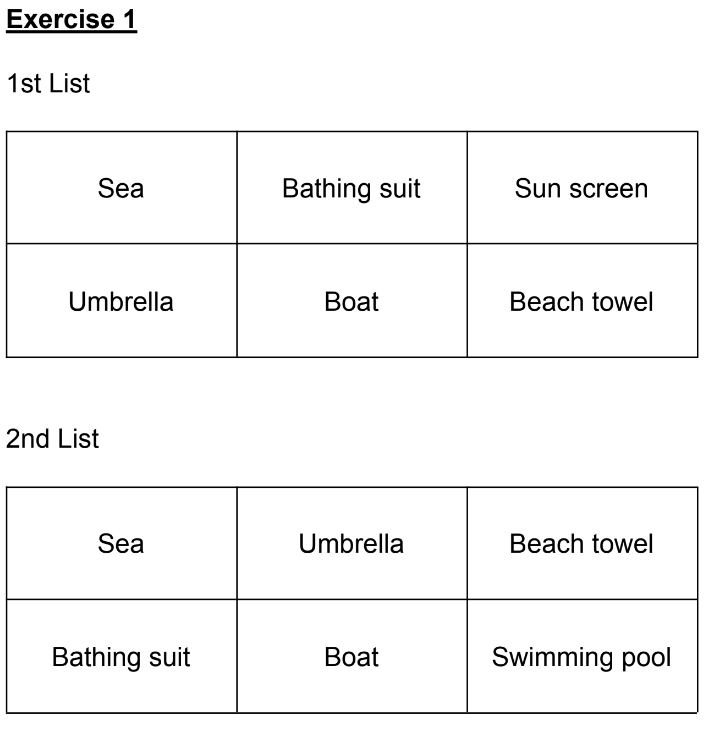 Exercise 1
1st List
Sea Bathing suit Sun screen
Umbrella Boat Beach towel
2nd List
Sea Umbrella Beach towel
Bathing suit Boat Swimming pool